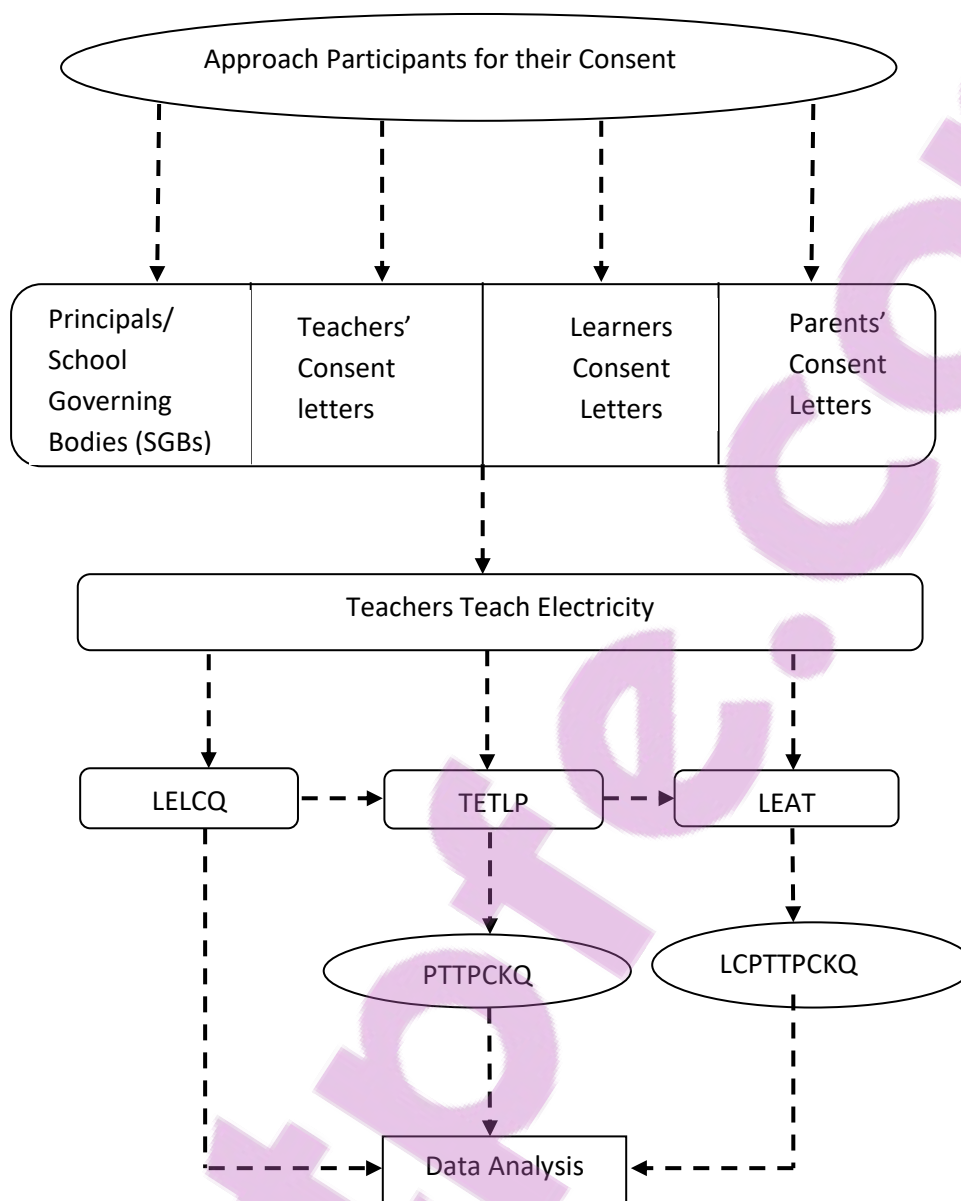 Approach Participants for their Consent
Principals/
School
Governing
Bodies (SGBs)
Teachers’
Consent
letters
Learners
Consent
Letters
Parents’
Consent
Letters
Teachers Teach Electricity
LELCQ
TETLP
LEAT
PTTPCKQ
LCPTTPCKQ
Data Analysis